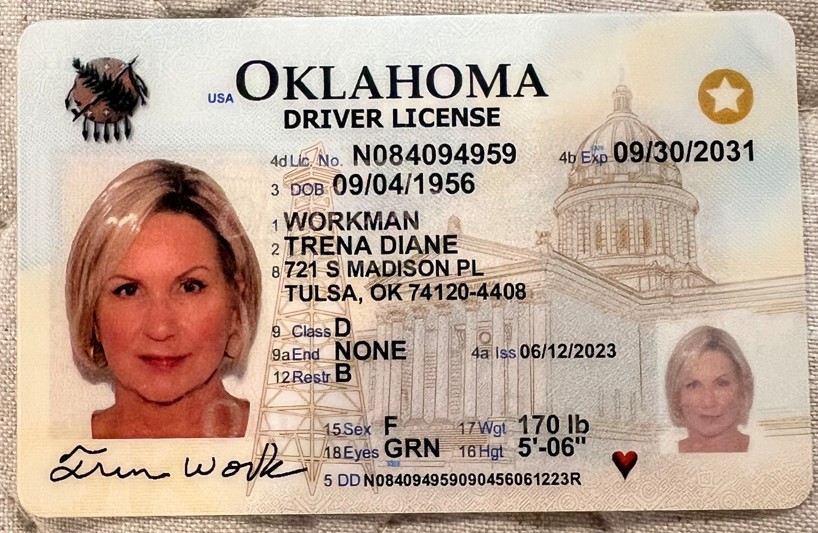 USA OKLAHOMA
DRIVER LICENSE
4d Lic. No. N084094959 4b Exp 09/30/2031
3 DOB 09/04/1956
1 WORKMAN
2 TRENA DIANE
8 721 S MADISON PL
TULSA, OK 74120-4408
9 Class D
9a End NONE 4a Iss 06/12/2023
12 Restr B
15 Sex F 17 Wgt 170 lb
18 Eyes GRN 16 Hgt 5'-06"
5 DD N084094959090456061223R